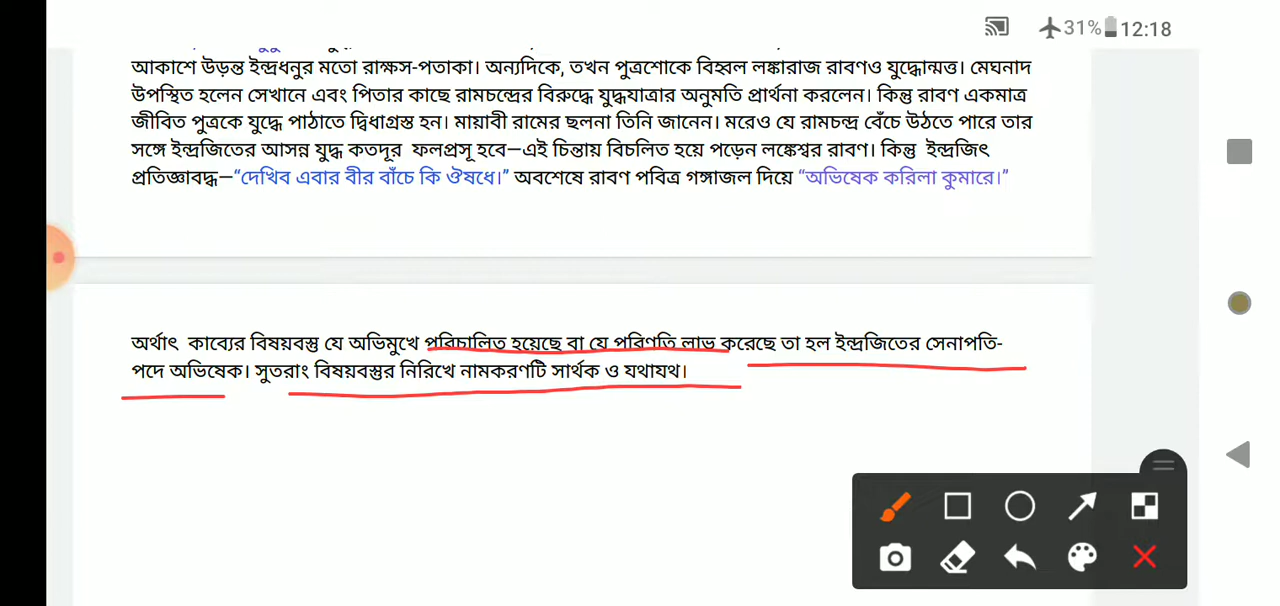 31% 12:18
আকাশে উড়ন্ত ইন্দ্রধনুর মতো রাক্ষস-পতাকা। অন্যদিকে, তখন পুত্রশোকে বিহ্বল লঙ্কারাজ রাবণও যুদ্ধোন্মত্ত। মেঘনাদ
উপস্থিত হলেন সেখানে এবং পিতার কাছে রামচন্দ্রের বিরুদ্ধে যুদ্ধযাত্রার অনুমতি প্রার্থনা করলেন। কিন্তু রাবণ একমাত্র
জীবিত পুত্রকে যুদ্ধে পাঠাতে দ্বিধাগ্রস্ত হন। মায়াবী রামের ছলনা তিনি জানেন। মরেও যে রামচন্দ্র বেঁচে উঠতে পারে তার
সঙ্গে ইন্দ্রজিতের আসন্ন যুদ্ধ কতদূর ফলপ্রসূ হবে—এই চিন্তায় বিচলিত হয়ে পড়েন লঙ্কেশ্বর রাবণ। কিন্তু ইন্দ্রজিৎ
প্রতিজ্ঞাবদ্ধ—“দেখিব এবার বীর বাঁচে কি ঔষধে।” অবশেষে রাবণ পবিত্র গঙ্গাজল দিয়ে “অভিষেক করিলা কুমারে।”
অর্থাৎ কাব্যের বিষয়বস্তু যে অভিমুখে পরিচালিত হয়েছে বা যে পরিণতি লাভ করেছে তা হল ইন্দ্রজিতের সেনাপতি-
পদে অভিষেক। সুতরাং বিষয়বস্তুর নিরিখে নামকরণটি সার্থক ও যথাযথ।